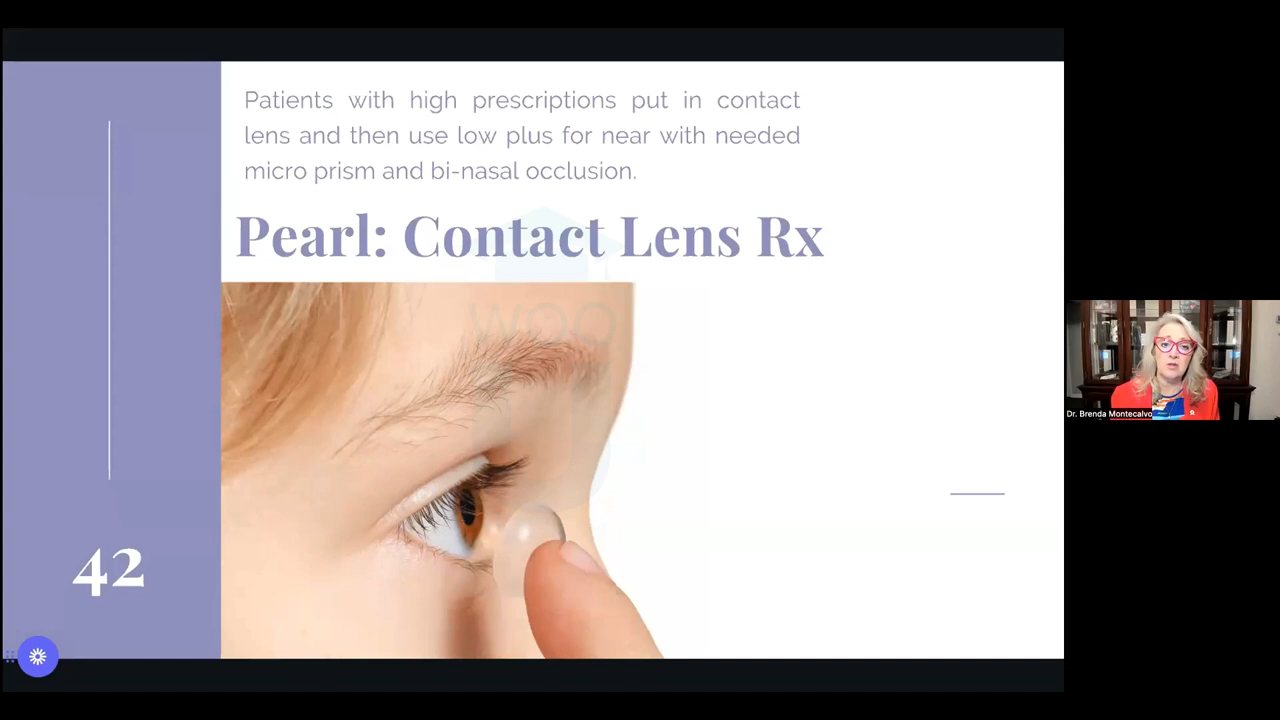 Patients with high prescriptions put in contact
lens and then use low plus for near with needed
micro prism and bi-nasal occlusion.
Pearl: Contact Lens Rx
WOO
42
Dr. Brenda Montecalvo